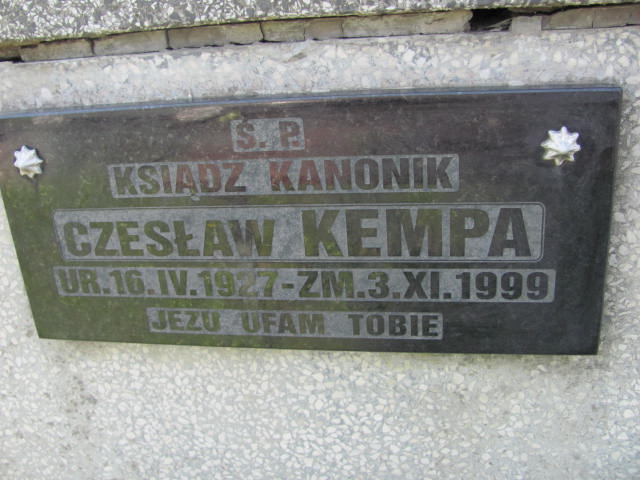 Ś. P.
KSIĄDZ KANONIK
CZESŁAW KEMPA
UR. 16. IV. 1927 - ZM. 3. XI. 1999
JEZU UFAM TOBIE